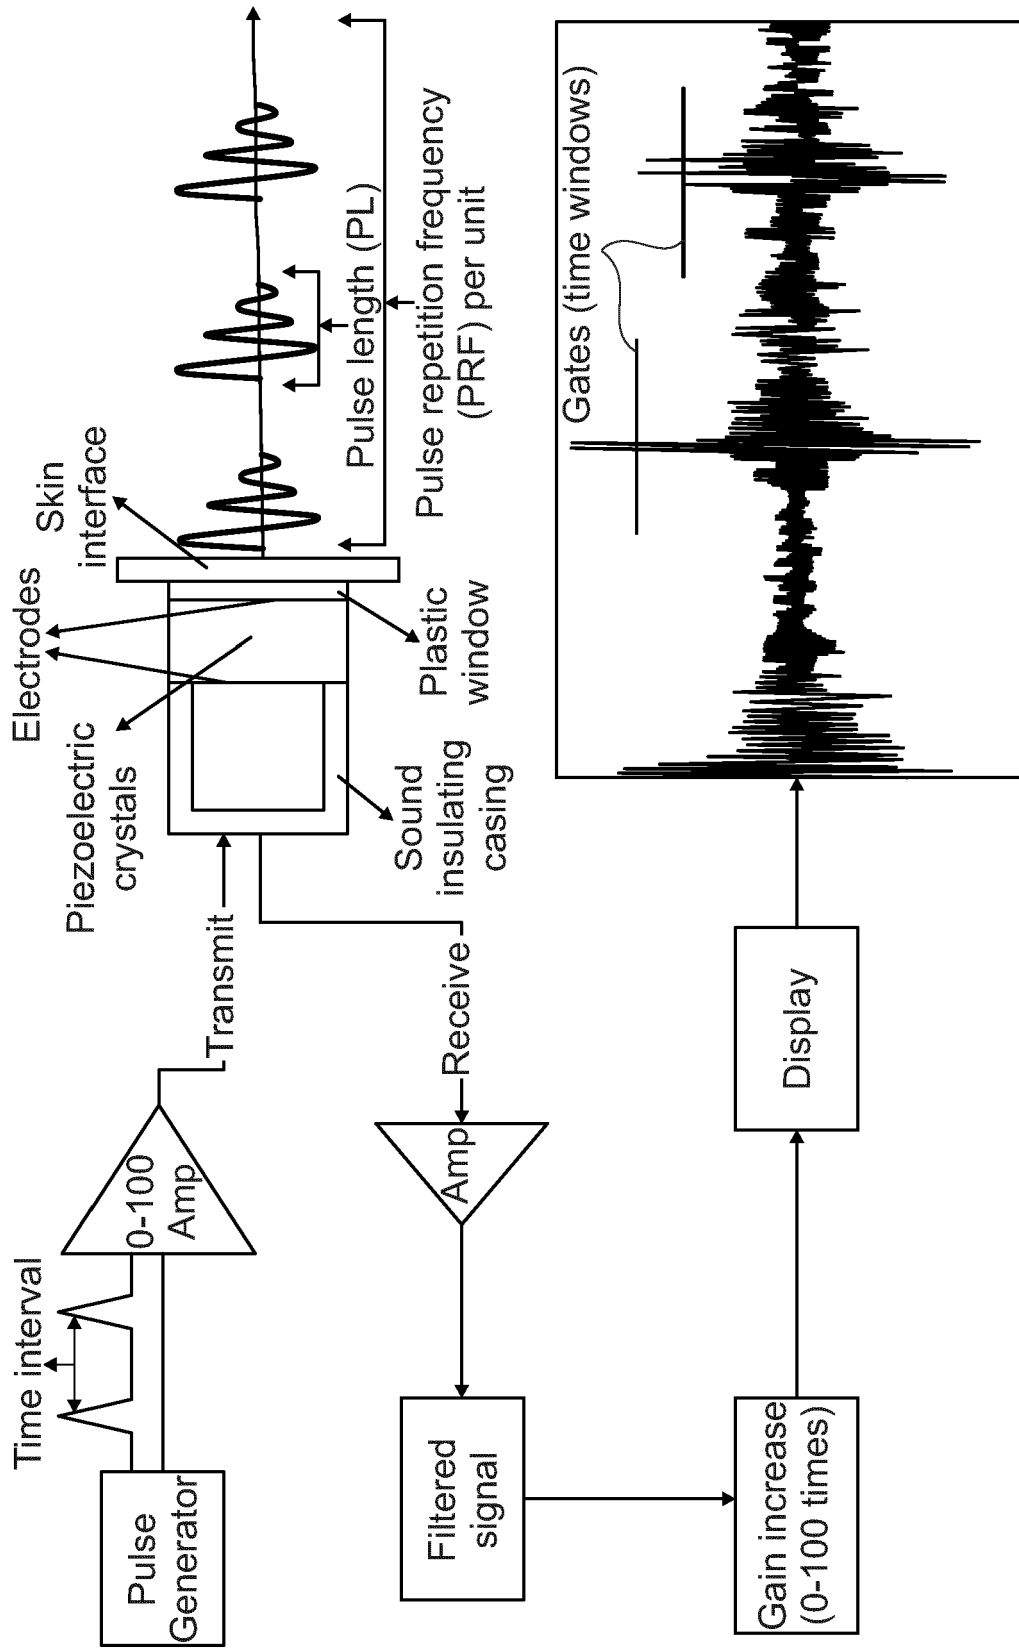 Time interval
Pulse
Generator
0-100
Amp
Transmit
Piezoelectric
crystals
Electrodes
Skin
interface
Pulse length (PL)
Pulse repetition frequency
(PRF) per unit
Plastic
window
Sound
insulating
casing
Receive
Amp
Filtered
signal
Gain increase
(0-100 times)
Display
Gates (time windows)